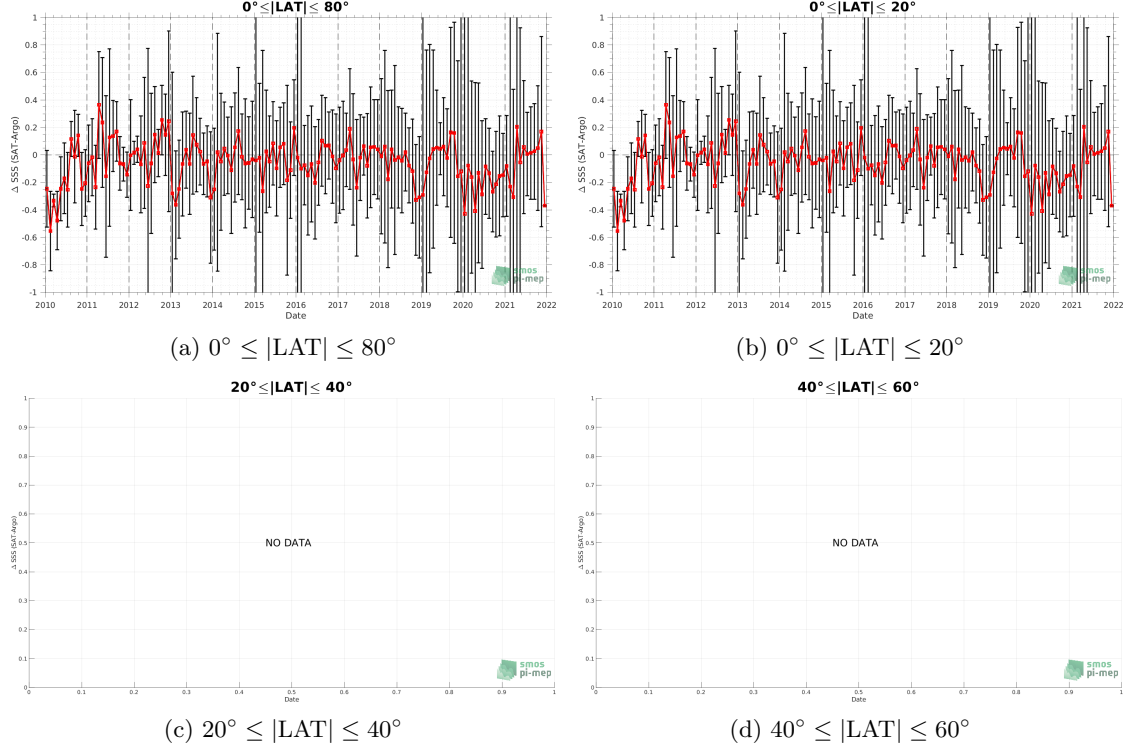 0°≤|LAT|≤ 80°
1
0.8
0.6
0.4
0.2
0
-0.2
-0.4
-0.6
-0.8
-1
Δ SSS (SAT-Argo)
2010 2011 2012 2013 2014 2015 2016 2017 2018 2019 2020 2021 2022
Date
smos
pi-mep
(a) 0° ≤ |LAT| ≤ 80°
0°≤|LAT|≤ 20°
1
0.8
0.6
0.4
0.2
0
-0.2
-0.4
-0.6
-0.8
-1
Δ SSS (SAT-Argo)
2010 2011 2012 2013 2014 2015 2016 2017 2018 2019 2020 2021 2022
Date
smos
pi-mep
(b) 0° ≤ |LAT| ≤ 20°
20°≤|LAT|≤ 40°
1
0.9
0.8
0.7
0.6
0.5
0.4
0.3
0.2
0.1
0
Δ SSS (SAT-Argo)
NO DATA
0 0.1 0.2 0.3 0.4 0.5 0.6 0.7 0.8 0.9 1
Date
smos
pi-mep
(c) 20° ≤ |LAT| ≤ 40°
40°≤|LAT|≤ 60°
1
0.9
0.8
0.7
0.6
0.5
0.4
0.3
0.2
0.1
0
Δ SSS (SAT-Argo)
NO DATA
0 0.1 0.2 0.3 0.4 0.5 0.6 0.7 0.8 0.9 1
Date
smos
pi-mep
(d) 40° ≤ |LAT| ≤ 60°